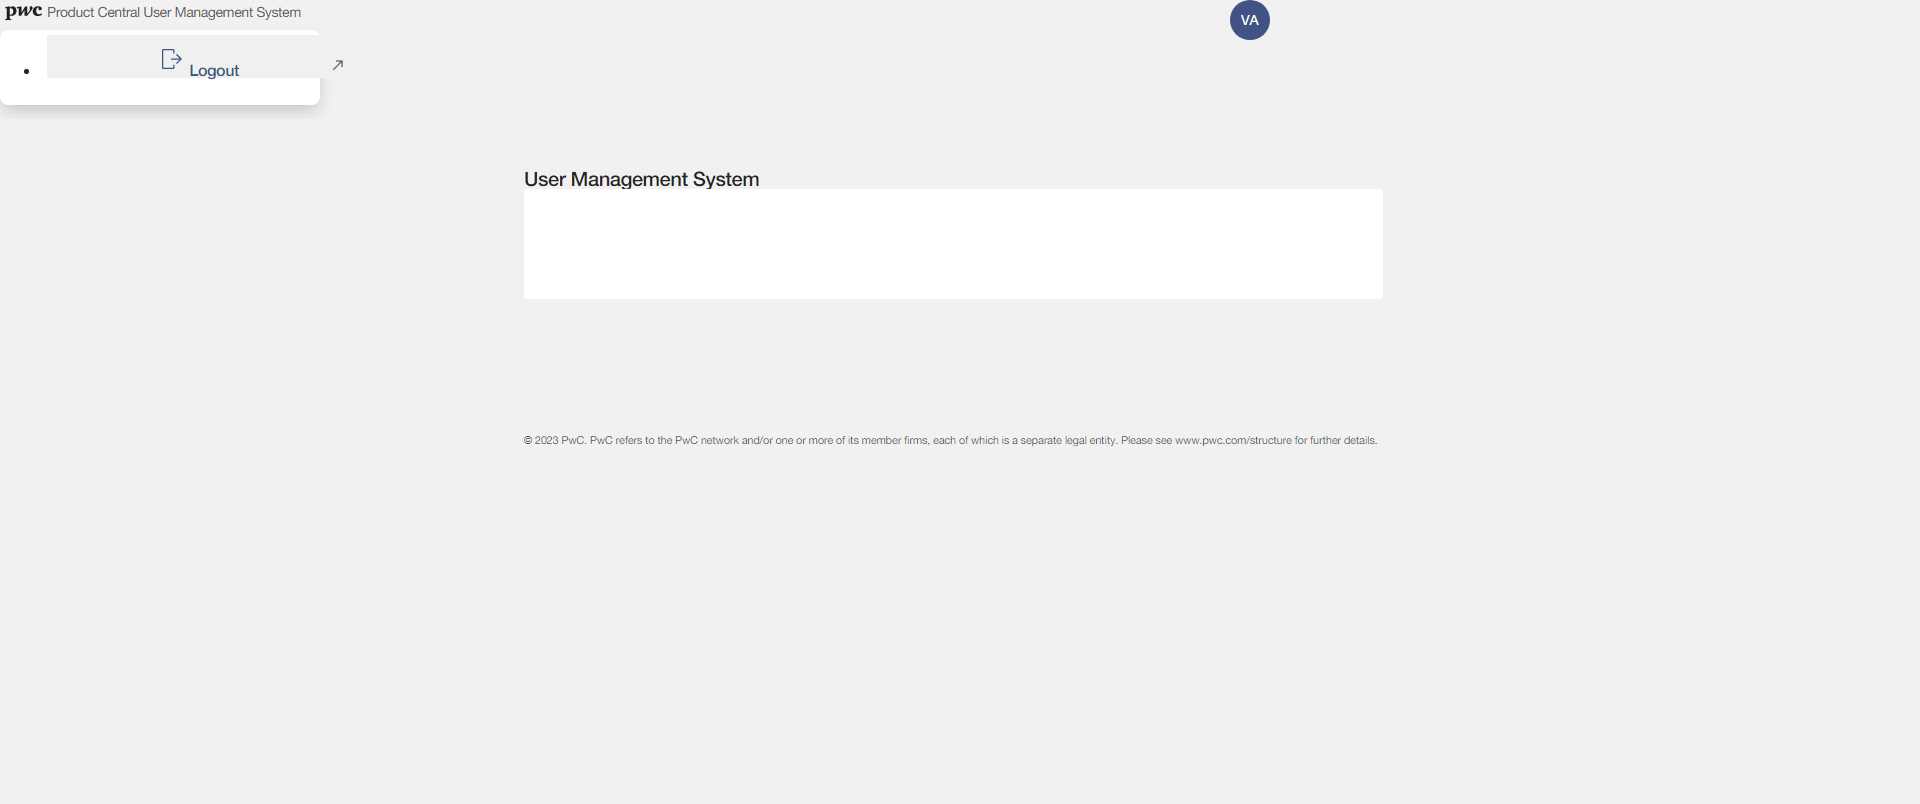 pwc Product Central User Management System
VA
Logout
User Management System
© 2023 PwC. PwC refers to the PwC network and/or one or more of its member firms, each of which is a separate legal entity. Please see www.pwc.com/structure for further details.